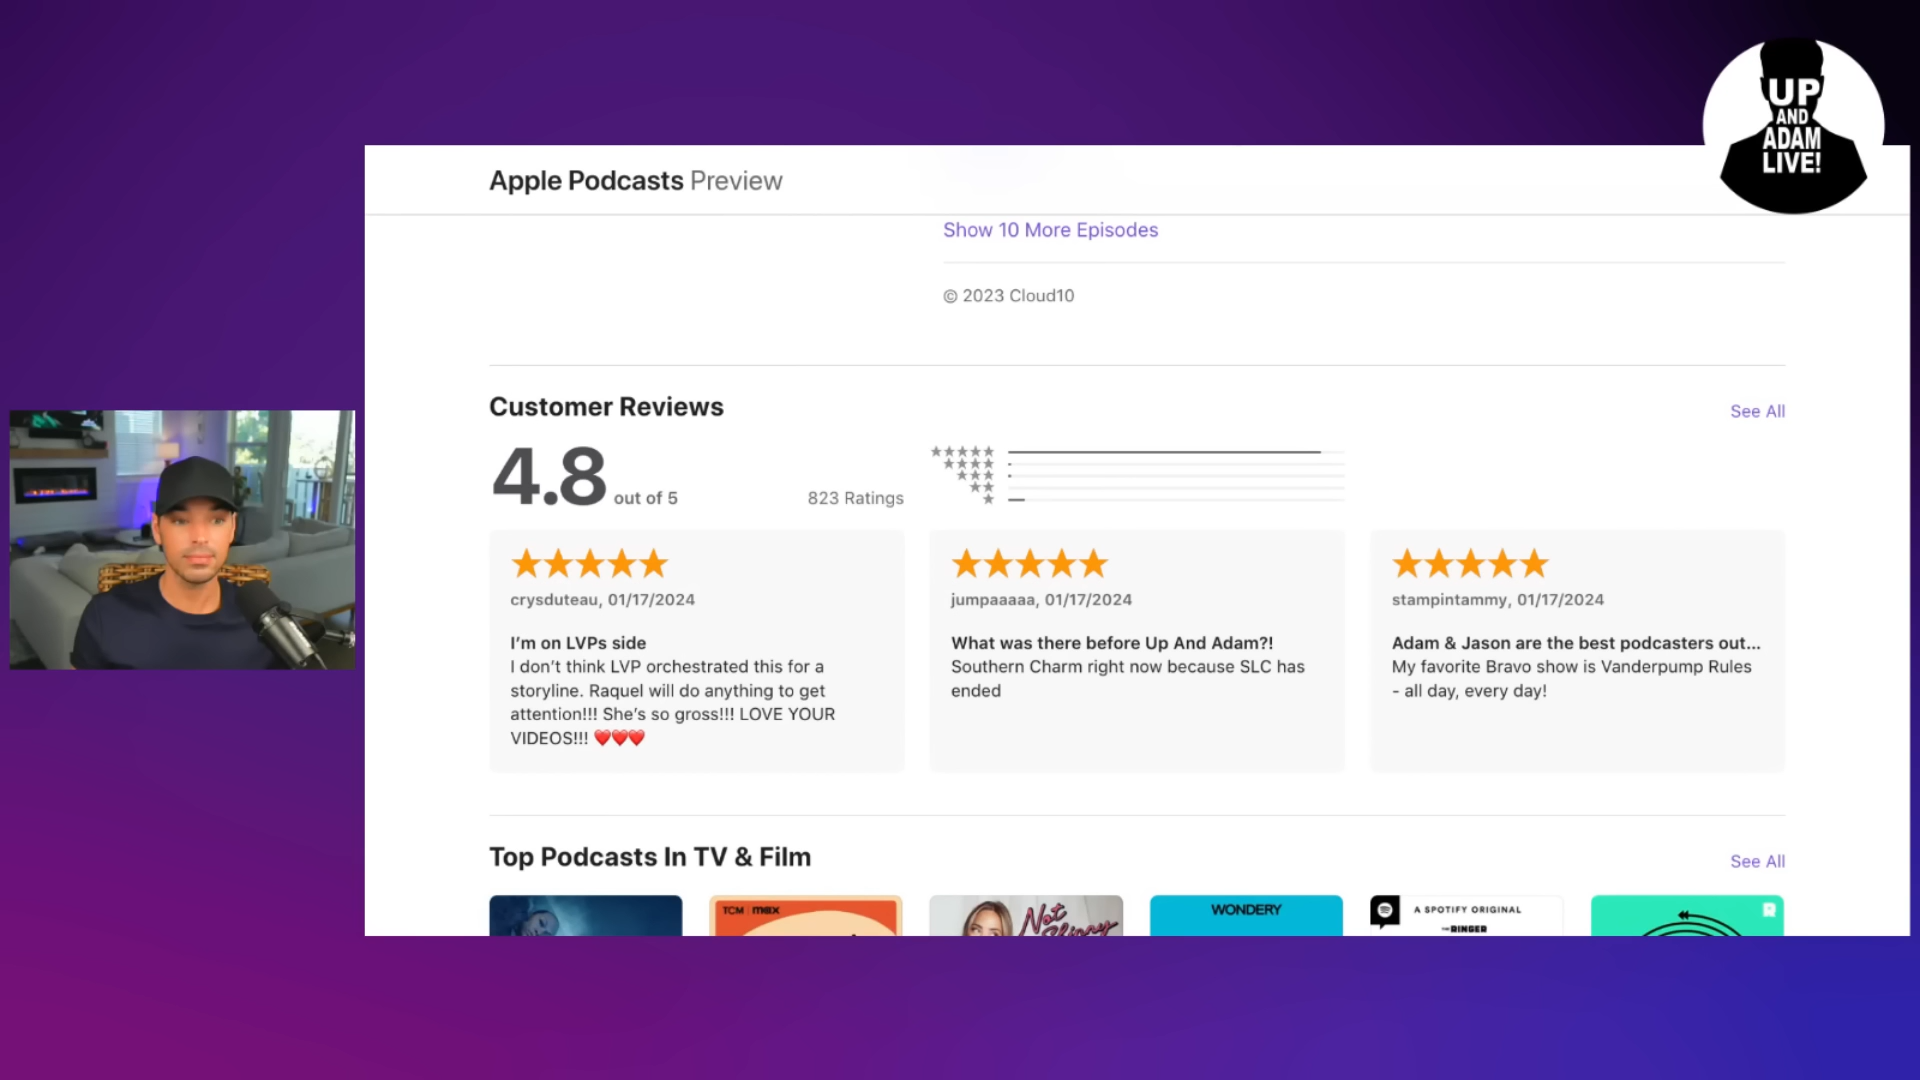 UP
AND
ADAM
LIVE!
Apple Podcasts Preview
Show 10 More Episodes
© 2023 Cloud10
Customer Reviews
See All
4.8 out of 5
823 Ratings
★★★★★
★★★★
★★★
★★
★
★★★★★
crysduteau, 01/17/2024
I’m on LVPs side
I don’t think LVP orchestrated this for a
storyline. Raquel will do anything to get
attention!!! She’s so gross!!! LOVE YOUR
VIDEOS!!! ❤️❤️❤️
★★★★★
jumpaaaaa, 01/17/2024
What was there before Up And Adam?!
Southern Charm right now because SLC has
ended
★★★★★
stampintammy, 01/17/2024
Adam & Jason are the best podcasters out...
My favorite Bravo show is Vanderpump Rules
- all day, every day!
Top Podcasts In TV & Film
See All
TCM max
Not
Skinny
WONDERY
A SPOTIFY ORIGINAL
THE RINGER